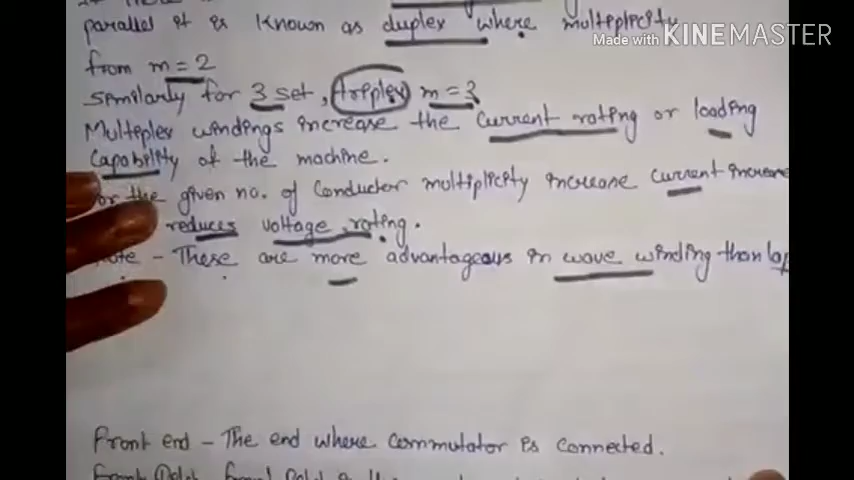 parallel it is known as duplex where multiplicity
Made with KINEMASTER
from m = 2
Similarly for 3 set, triplex m = 3
Multiplex windings increase the current rating or loading
capability of the machine.
for the given no. of conductor multiplicity increase current increase
reduces voltage rating.
Note - These are more advantageous in wave winding than lap
Front end - The end where commutator is connected.